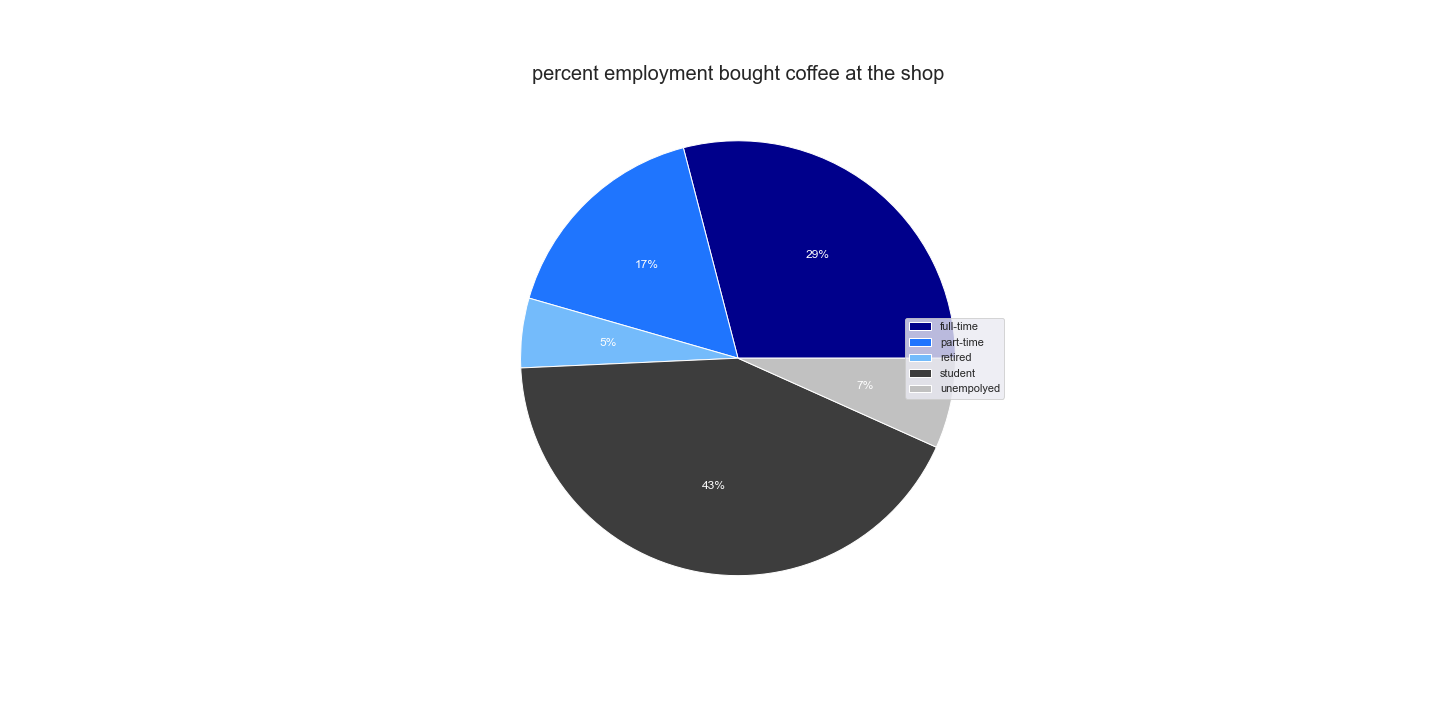 percent employment bought coffee at the shop
29%
17%
5%
7%
43%
full-time
part-time
retired
student
unempolyed